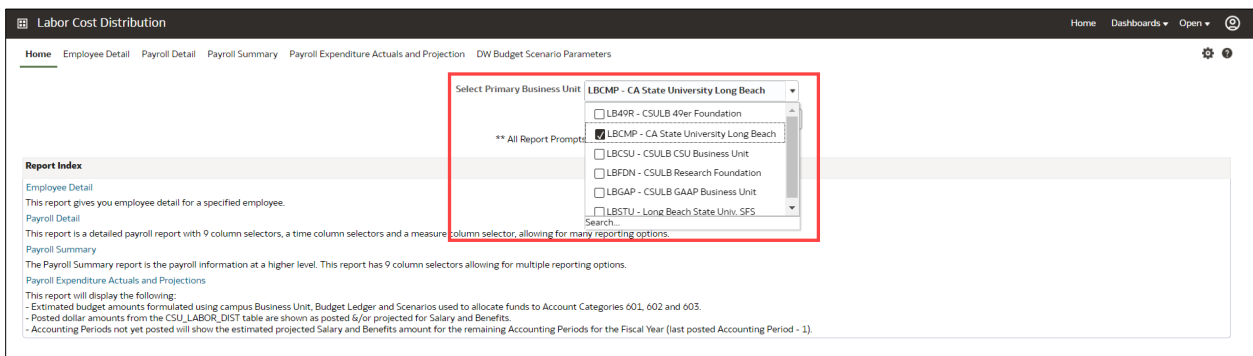 Labor Cost Distribution
Home Dashboards Open
Home Employee Detail Payroll Detail Payroll Summary Payroll Expenditure Actuals and Projection DW Budget Scenario Parameters
Select Primary Business Unit LBCMP - CA State University Long Beach
LB49R - CSULB 49er Foundation
** All Report Prompts
LBCMP - CA State University Long Beach
LBCSU - CSULB CSU Business Unit
LBFDN - CSULB Research Foundation
LBGAP - CSULB GAAP Business Unit
LBSTU - Long Beach State Univ. SFS
Search...
Report Index
Employee Detail
This report gives you employee detail for a specified employee.
Payroll Detail
This report is a detailed payroll report with 9 column selectors, a time column selectors and a measure column selector, allowing for many reporting options.
Payroll Summary
The Payroll Summary report is the payroll information at a higher level. This report has 9 column selectors allowing for multiple reporting options.
Payroll Expenditure Actuals and Projections
This report will display the following:
- Extimated budget amounts formulated using campus Business Unit, Budget Ledger and Scenarios used to allocate funds to Account Categories 601, 602 and 603.
- Posted dollar amounts from the CSU_LABOR_DIST table are shown as posted &/or projected for Salary and Benefits.
- Accounting Periods not yet posted will show the estimated projected Salary and Benefits amount for the remaining Accounting Periods for the Fiscal Year (last posted Accounting Period - 1).